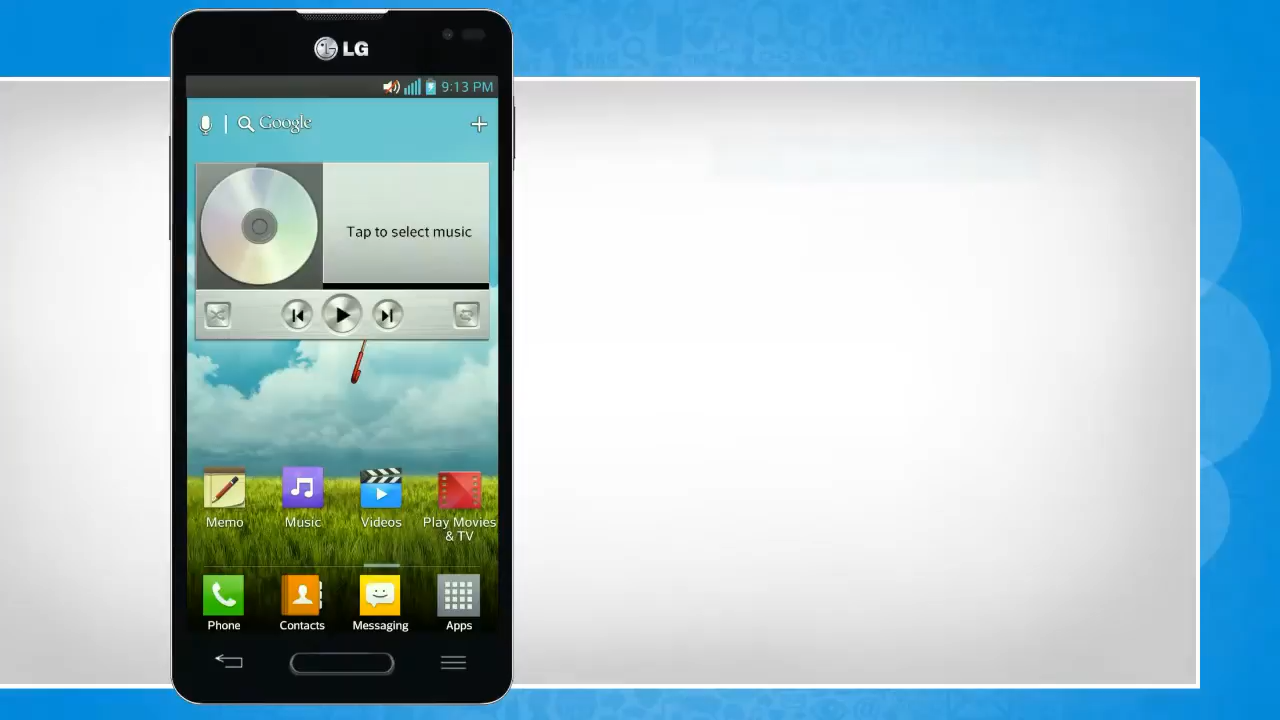 LG
9:13 PM
Google
Tap to select music
Memo
Music
Videos
Play Movies
& TV
Phone
Contacts
Messaging
Apps